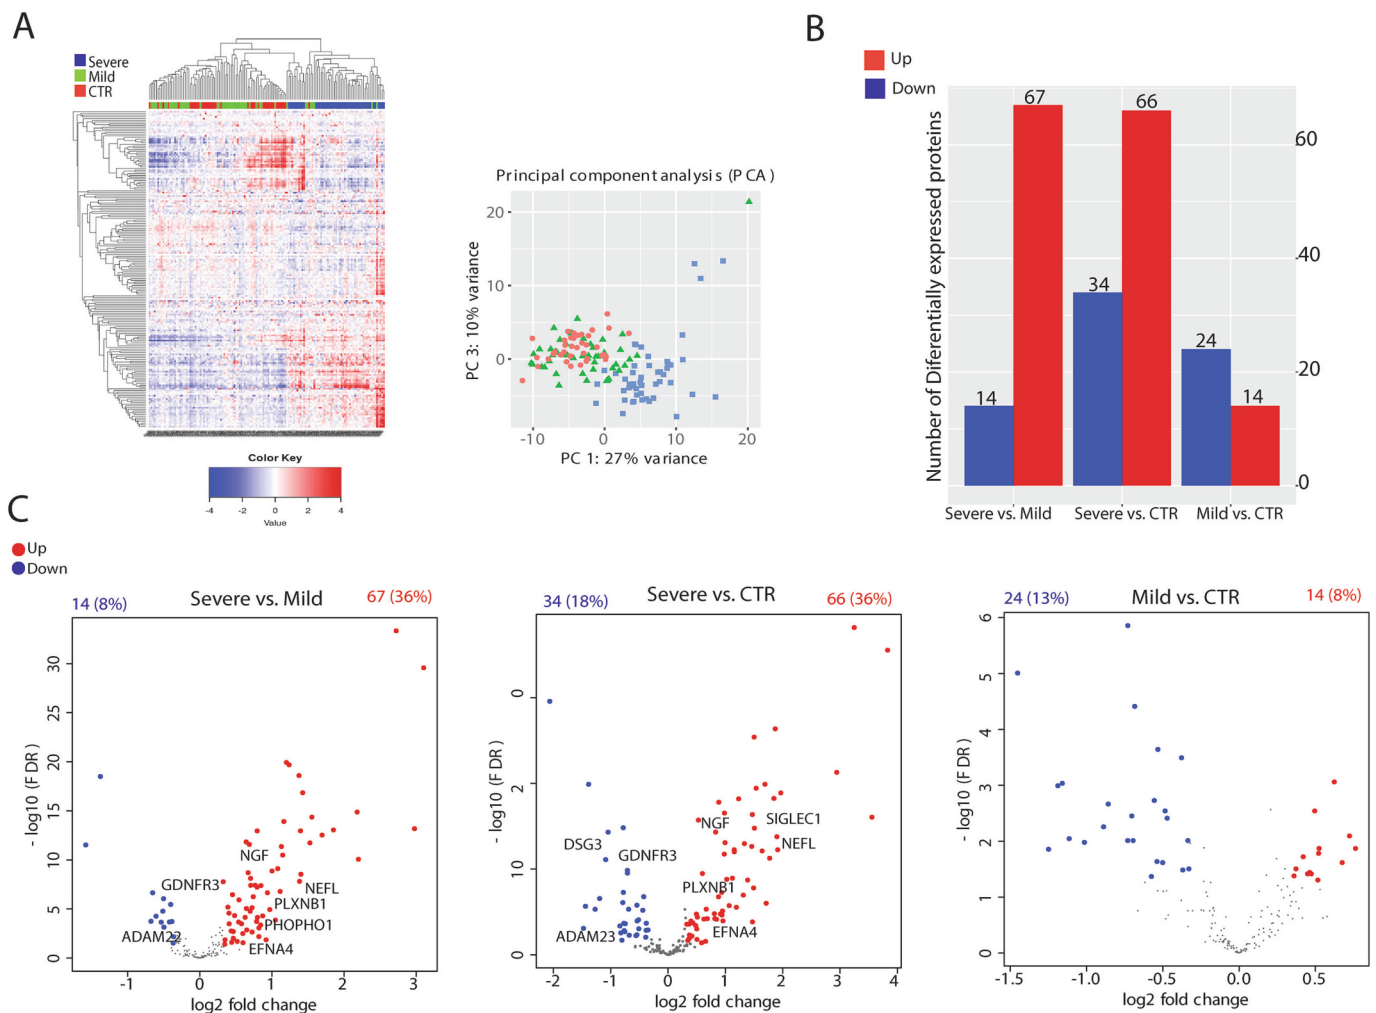 A
Severe
Mild
CTR
Color Key
-4 -2 0 2 4
Value
Principal component analysis (PCA)
PC 3: 10% variance
20
10
0
-10 0 10 20
PC 1: 27% variance
B
Up
Down
Number of Diferentially expressed proteins
67
66
14
34
24
14
60
40
20
0
Severe vs. Mild
Severe vs. CTR
Mild vs. CTR
C
Up
Down
14 (8%)
Severe vs. Mild
67 (36%)
- log10 (FDR)
30
25
20
15
10
5
0
NGF
GDNFR3
NEFL
PLXNB1
PHOPHO1
ADAM22
EFNA4
-1 0 1 2 3
log2 fold change
34 (18%)
Severe vs. CTR
66 (36%)
- log10 (FDR)
0
2
10
0
NGF
SIGLEC1
DSG3
NEFL
GDNFR3
PLXNB1
ADAM23
EFNA4
-2 -1 0 1 2 3 4
log2 fold change
24 (13%)
Mild vs. CTR
14 (8%)
- log10 (FDR)
6
5
4
3
2
1
0
-1.5 -1.0 -0.5 0.0 0.5
log2 fold change